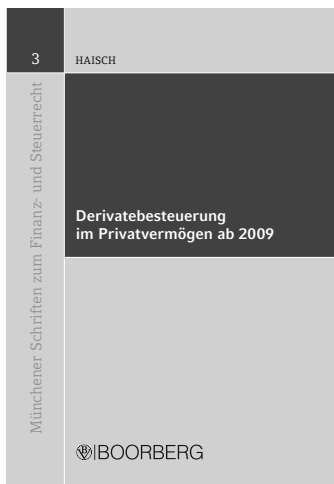 3
HAISCH
Münchener Schriften zum Finanz- und Steuerrecht
Derivatebesteuerung
im Privatvermögen ab 2009
BOORBERG